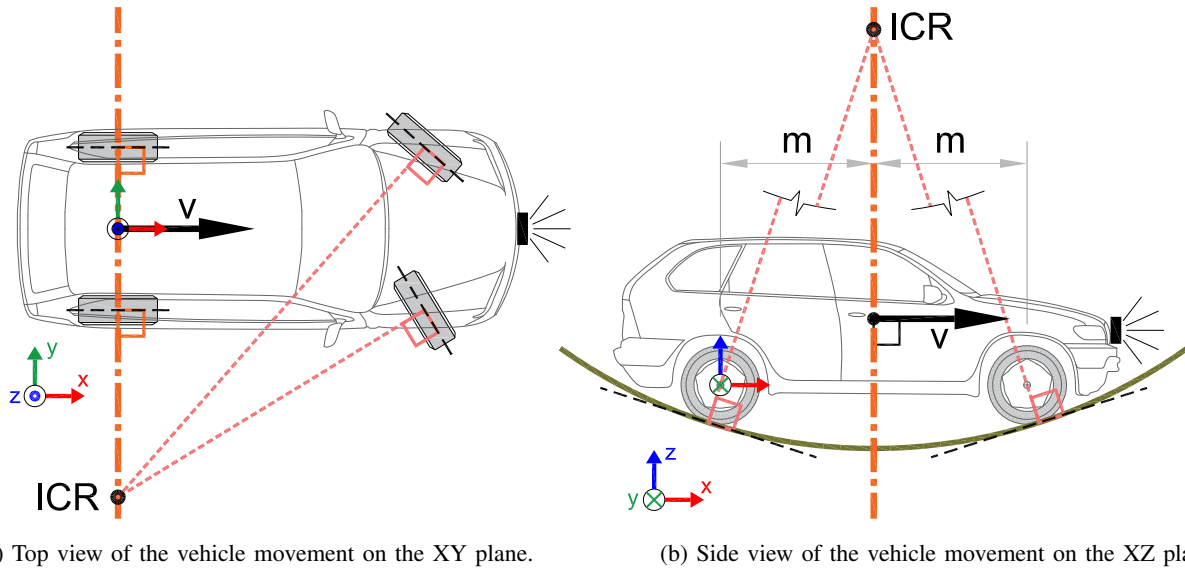 V
y
z
x
ICR
) Top view of the vehicle movement on the XY plane.
ICR
m
m
V
z
y
x
(b) Side view of the vehicle movement on the XZ pla